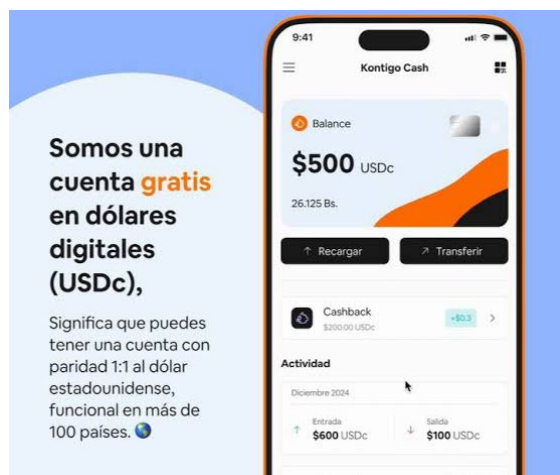 Somos una
cuenta gratis
en dólares
digitales
(USDc),
Significa que puedes
tener una cuenta con
paridad 1:1 al dólar
estadounidense,
funcional en más de
100 países. 🌎
9:41
Kontigo Cash
Balance
$500 USDc
26.125 Bs.
↑ Recargar
↗ Transferir
Cashback
$200.00 USDc
+$0.3 >
Actividad
Diciembre 2024
↑ Entrada
$600 USDc
↓ Salida
$100 USDc